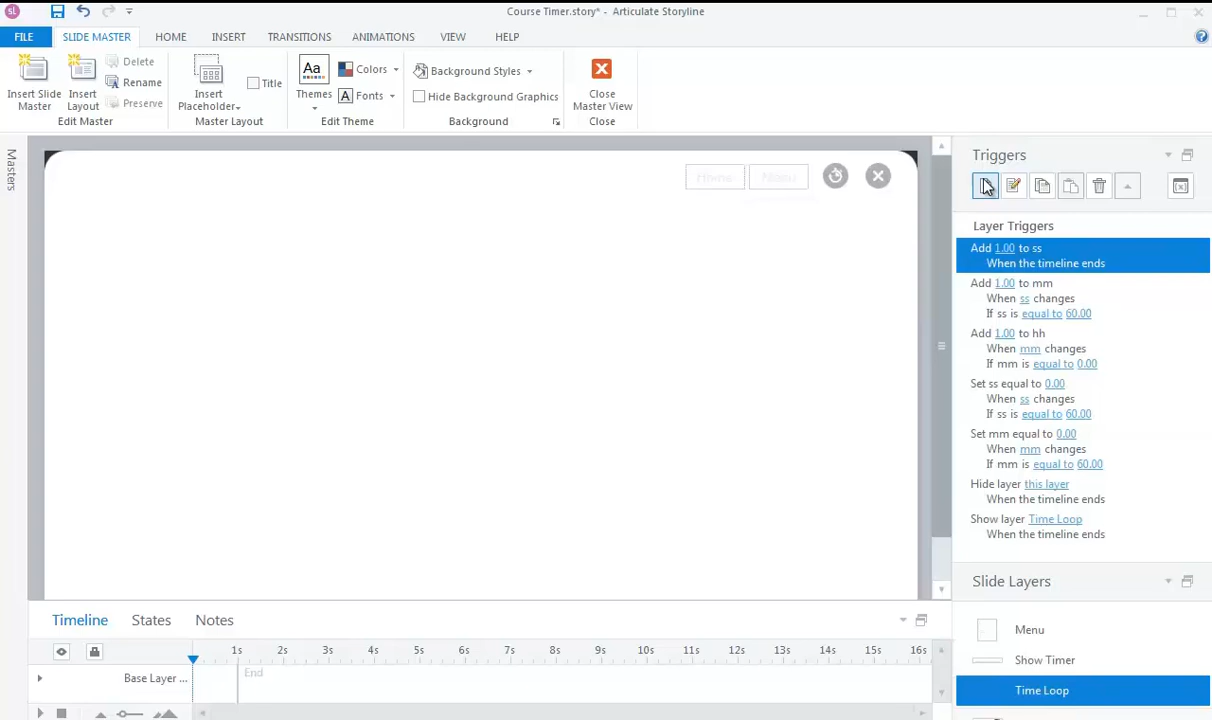 sl
Course Timer.story* - Articulate Storyline
FILE
SLIDE MASTER
HOME
INSERT
TRANSITIONS
ANIMATIONS
VIEW
HELP
Insert Slide
Master
Insert
Layout
Delete
Rename
Preserve
Edit Master
Insert
Placeholder
Title
Master Layout
Aa
Themes
Colors
A Fonts
Edit Theme
Background Styles
Hide Background Graphics
Background
Close
Master View
Close
Masters
Home
Menu
Triggers
Layer Triggers
Add 1.00 to ss
When the timeline ends
Add 1.00 to mm
When ss changes
If ss is equal to 60.00
Add 1.00 to hh
When mm changes
If mm is equal to 0.00
Set ss equal to 0.00
When ss changes
If ss is equal to 60.00
Set mm equal to 0.00
When mm changes
If mm is equal to 60.00
Hide layer this layer
When the timeline ends
Show layer Time Loop
When the timeline ends
Slide Layers
Menu
Show Timer
Time Loop
Timeline
States
Notes
1s 2s 3s 4s 5s 6s 7s 8s 9s 10s 11s 12s 13s 14s 15s 16s
Base Layer ...
End